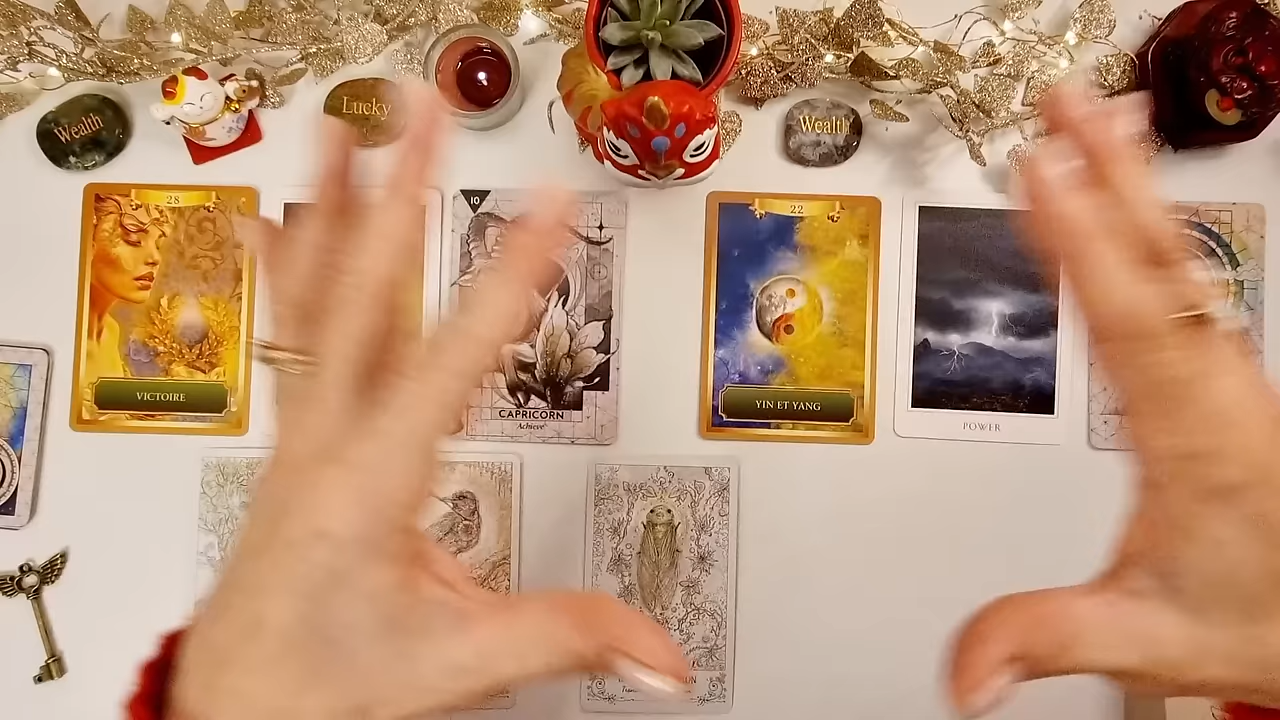 Wealth
Lucky
Wealth
28
VICTOIRE
10
CAPRICORN
Achieve
22
YIN ET YANG
POWER